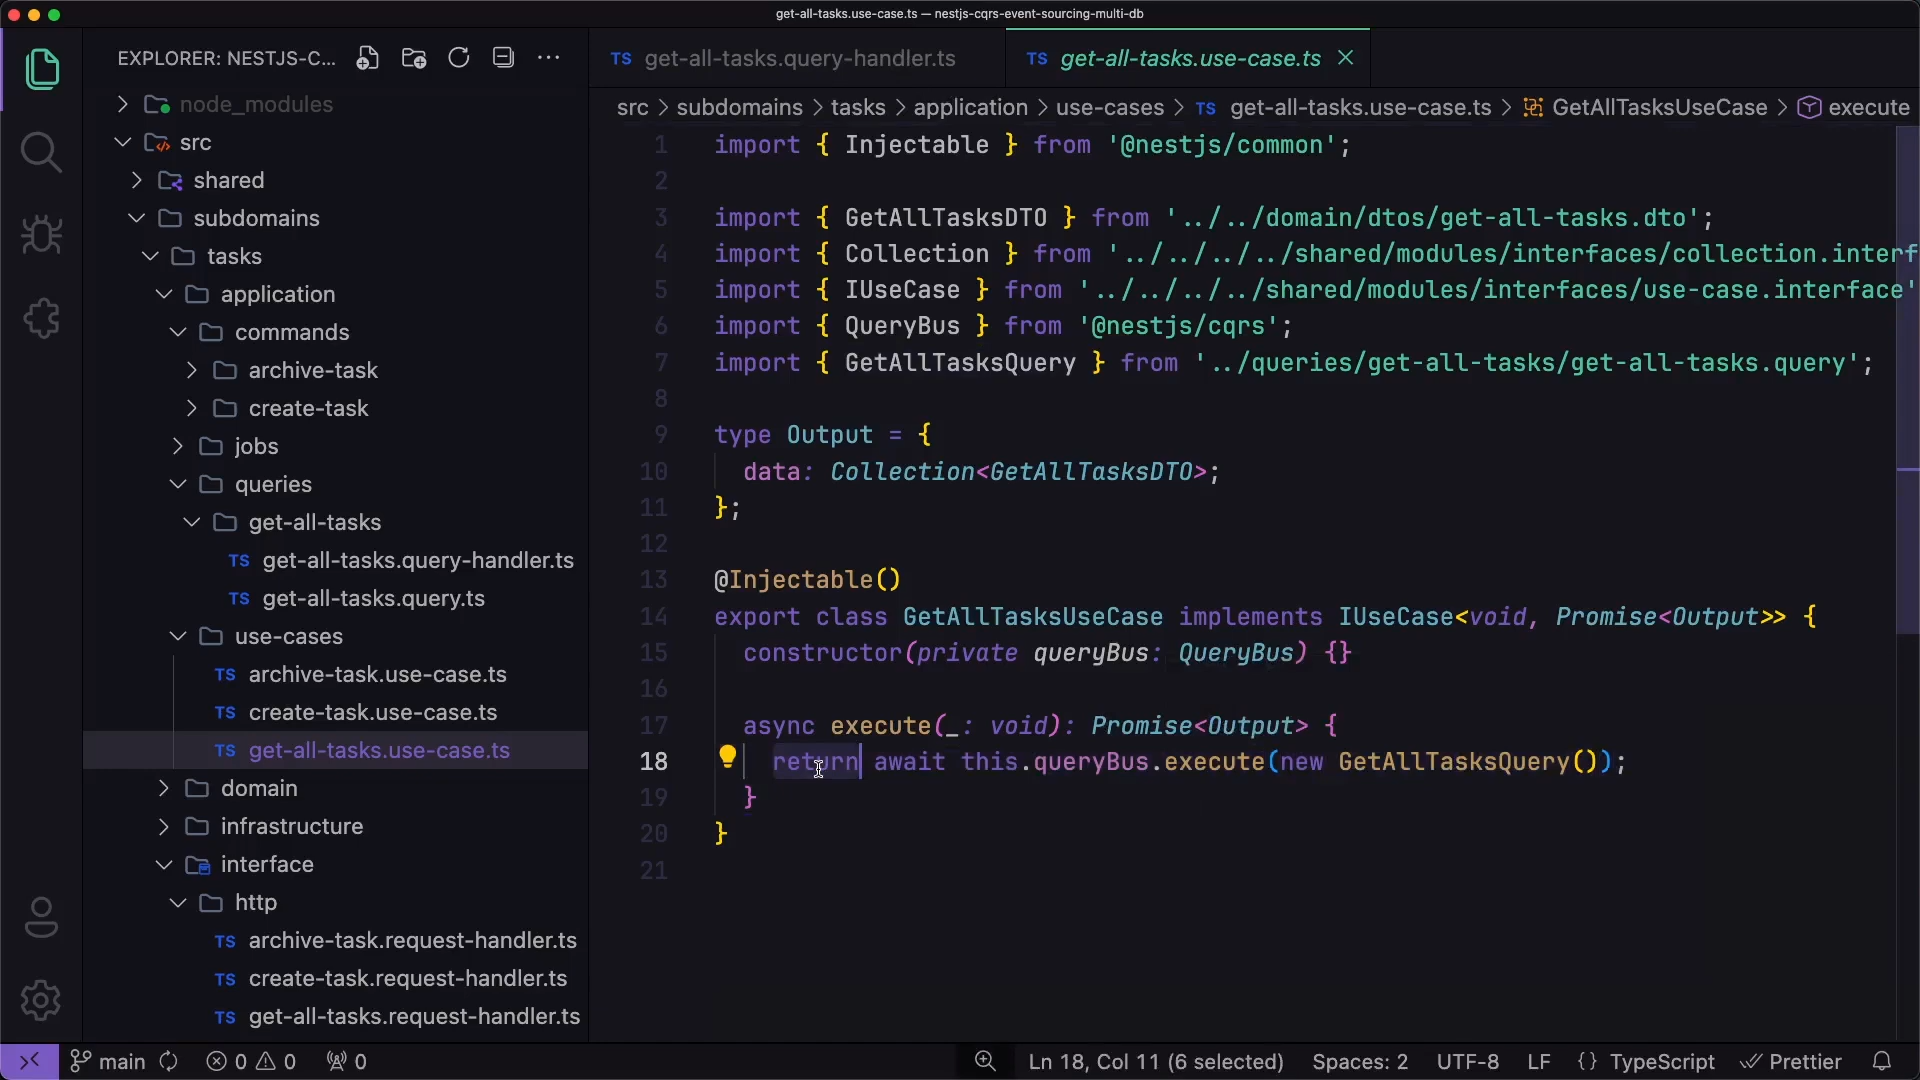 get-all-tasks.use-case.ts — nestjs-cqrs-event-sourcing-multi-db
EXPLORER: NESTJS-C...
node_modules
src
shared
subdomains
tasks
application
commands
archive-task
create-task
jobs
queries
get-all-tasks
TS get-all-tasks.query-handler.ts
TS get-all-tasks.query.ts
use-cases
TS archive-task.use-case.ts
TS create-task.use-case.ts
TS get-all-tasks.use-case.ts
domain
infrastructure
interface
http
TS archive-task.request-handler.ts
TS create-task.request-handler.ts
TS get-all-tasks.request-handler.ts
TS get-all-tasks.query-handler.ts
TS get-all-tasks.use-case.ts
src > subdomains > tasks > application > use-cases > TS get-all-tasks.use-case.ts > GetAllTasksUseCase > execute
1 import { Injectable } from '@nestjs/common';
2
3 import { GetAllTasksDTO } from '../../domain/dtos/get-all-tasks.dto';
4 import { Collection } from '../../../../shared/modules/interfaces/collection.interf
5 import { IUseCase } from '../../../../shared/modules/interfaces/use-case.interface'
6 import { QueryBus } from '@nestjs/cqrs';
7 import { GetAllTasksQuery } from '../queries/get-all-tasks/get-all-tasks.query';
8
9 type Output = {
10 data: Collection<GetAllTasksDTO>;
11 };
12
13 @Injectable()
14 export class GetAllTasksUseCase implements IUseCase<void, Promise<Output>> {
15 constructor(private queryBus: QueryBus) {}
16
17 async execute(_: void): Promise<Output> {
18 return await this.queryBus.execute(new GetAllTasksQuery());
19 }
20 }
21
main 0 0 0 Ln 18, Col 11 (6 selected) Spaces: 2 UTF-8 LF {} TypeScript Prettier